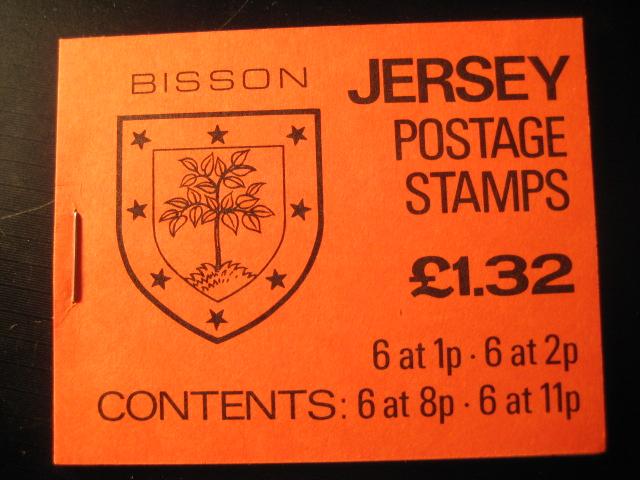 BISSON
JERSEY
POSTAGE
STAMPS
£1.32
6 at 1p · 6 at 2p
CONTENTS: 6 at 8p · 6 at 11p